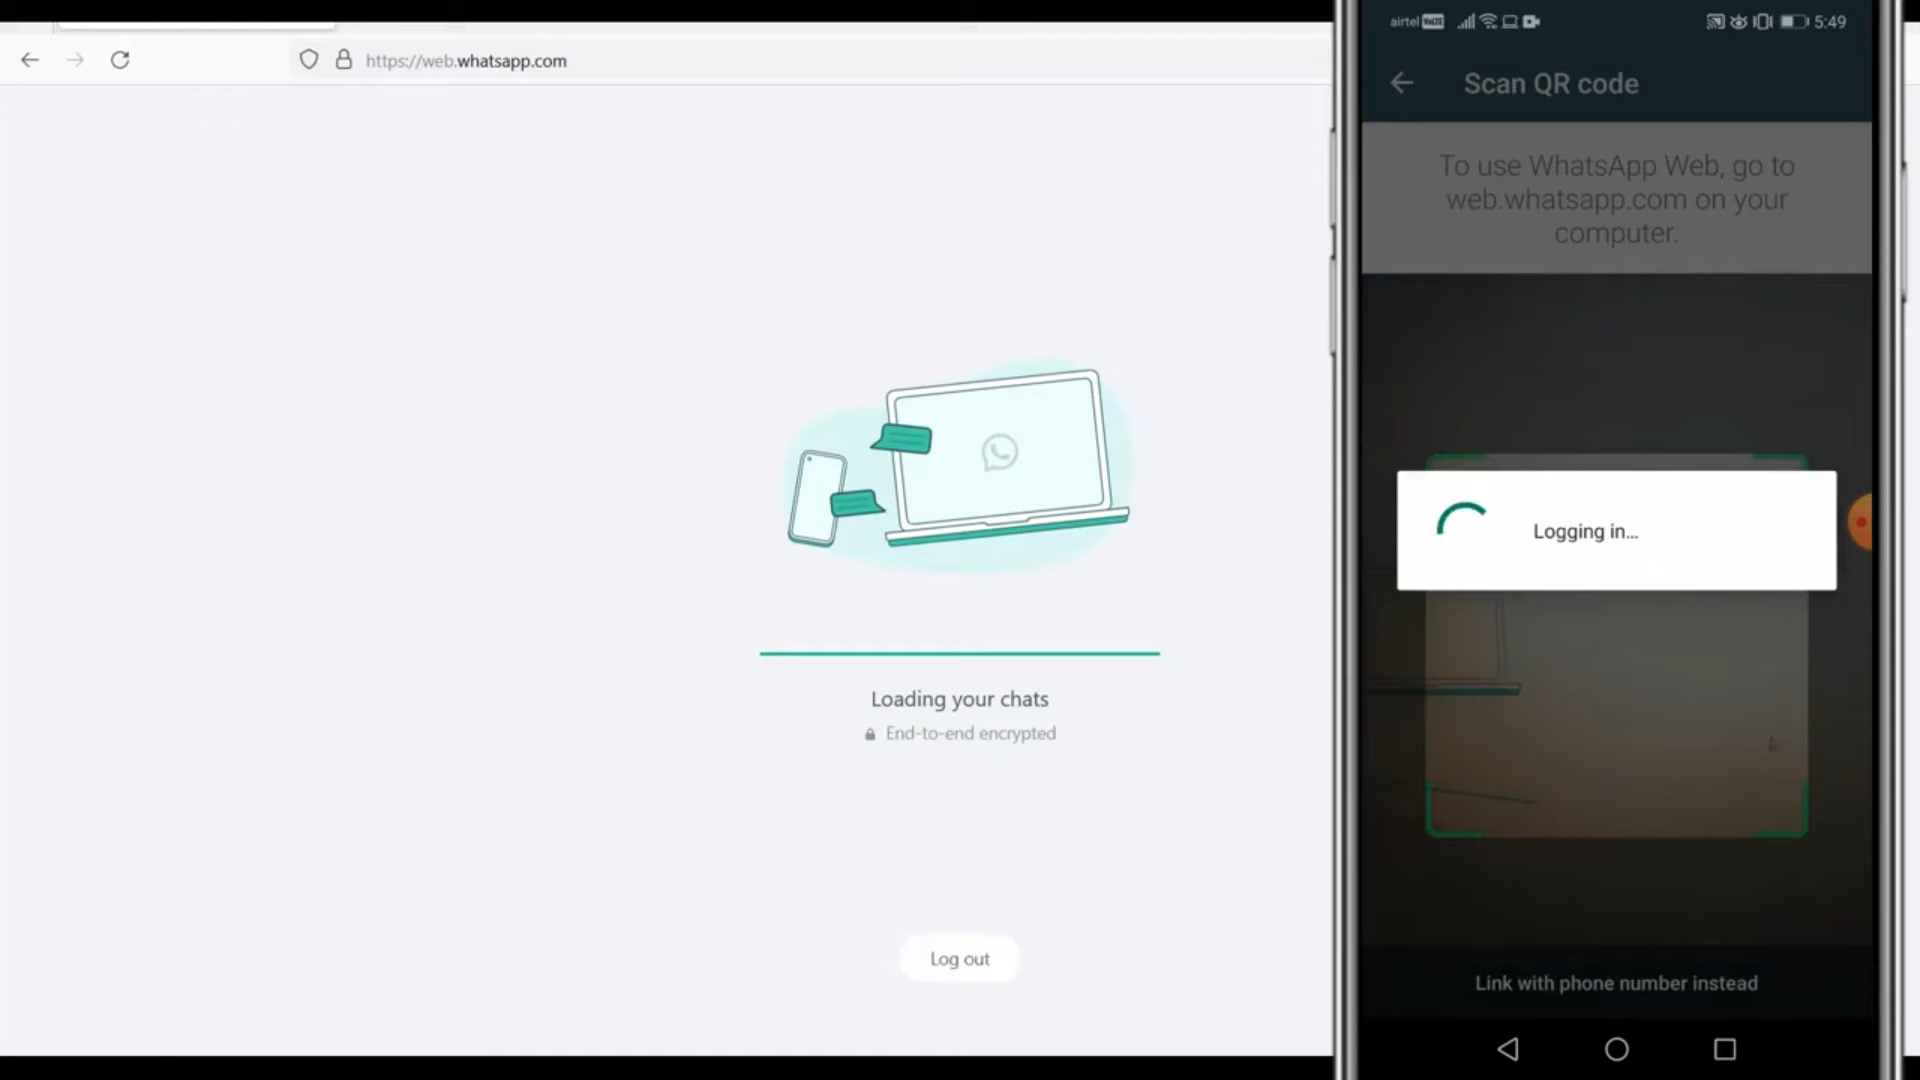 https://web.whatsapp.com
Loading your chats
End-to-end encrypted
Log out
airtel VoLTE
5:49
Scan QR code
To use WhatsApp Web, go to
web.whatsapp.com on your
computer.
Logging in...
Link with phone number instead